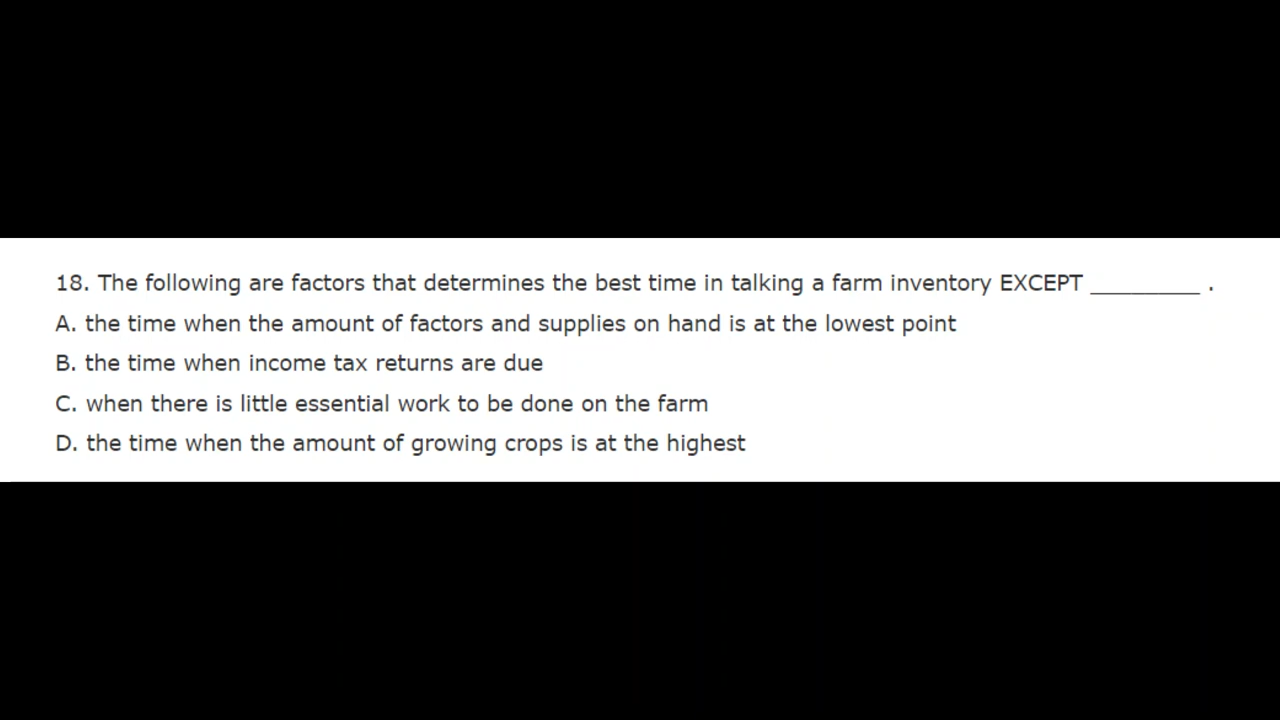 18. The following are factors that determines the best time in talking a farm inventory EXCEPT _________ .
A. the time when the amount of factors and supplies on hand is at the lowest point
B. the time when income tax returns are due
C. when there is little essential work to be done on the farm
D. the time when the amount of growing crops is at the highest